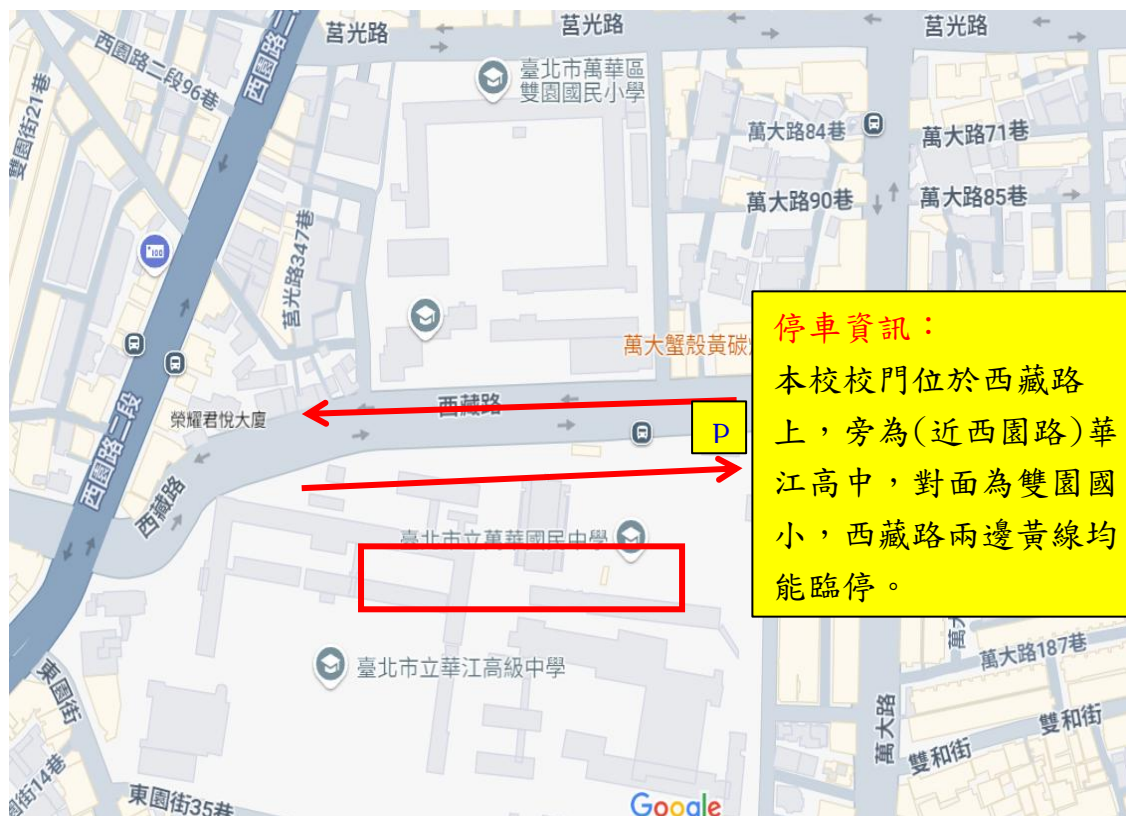 莒光路
莒光路
莒光路
西園路二段96巷
西園路二
臺北市萬華區
雙園國民小學
雙園街21巷
萬大路84巷
萬大路71巷
萬大路90巷
萬大路85巷
莒光路347巷
100
萬大蟹殼黃碳
停車資訊：
本校校門位於西藏路
上，旁為(近西園路)華
江高中，對面為雙園國
小，西藏路兩邊黃線均
能臨停。
西藏路
榮耀君悅大廈
P
西園路二段
西藏路
臺北市立萬華國民中學
臺北市立華江高級中學
萬大路187巷
東園街
雙和街
萬大路
雙和街
東園街35巷
街14巷
Google